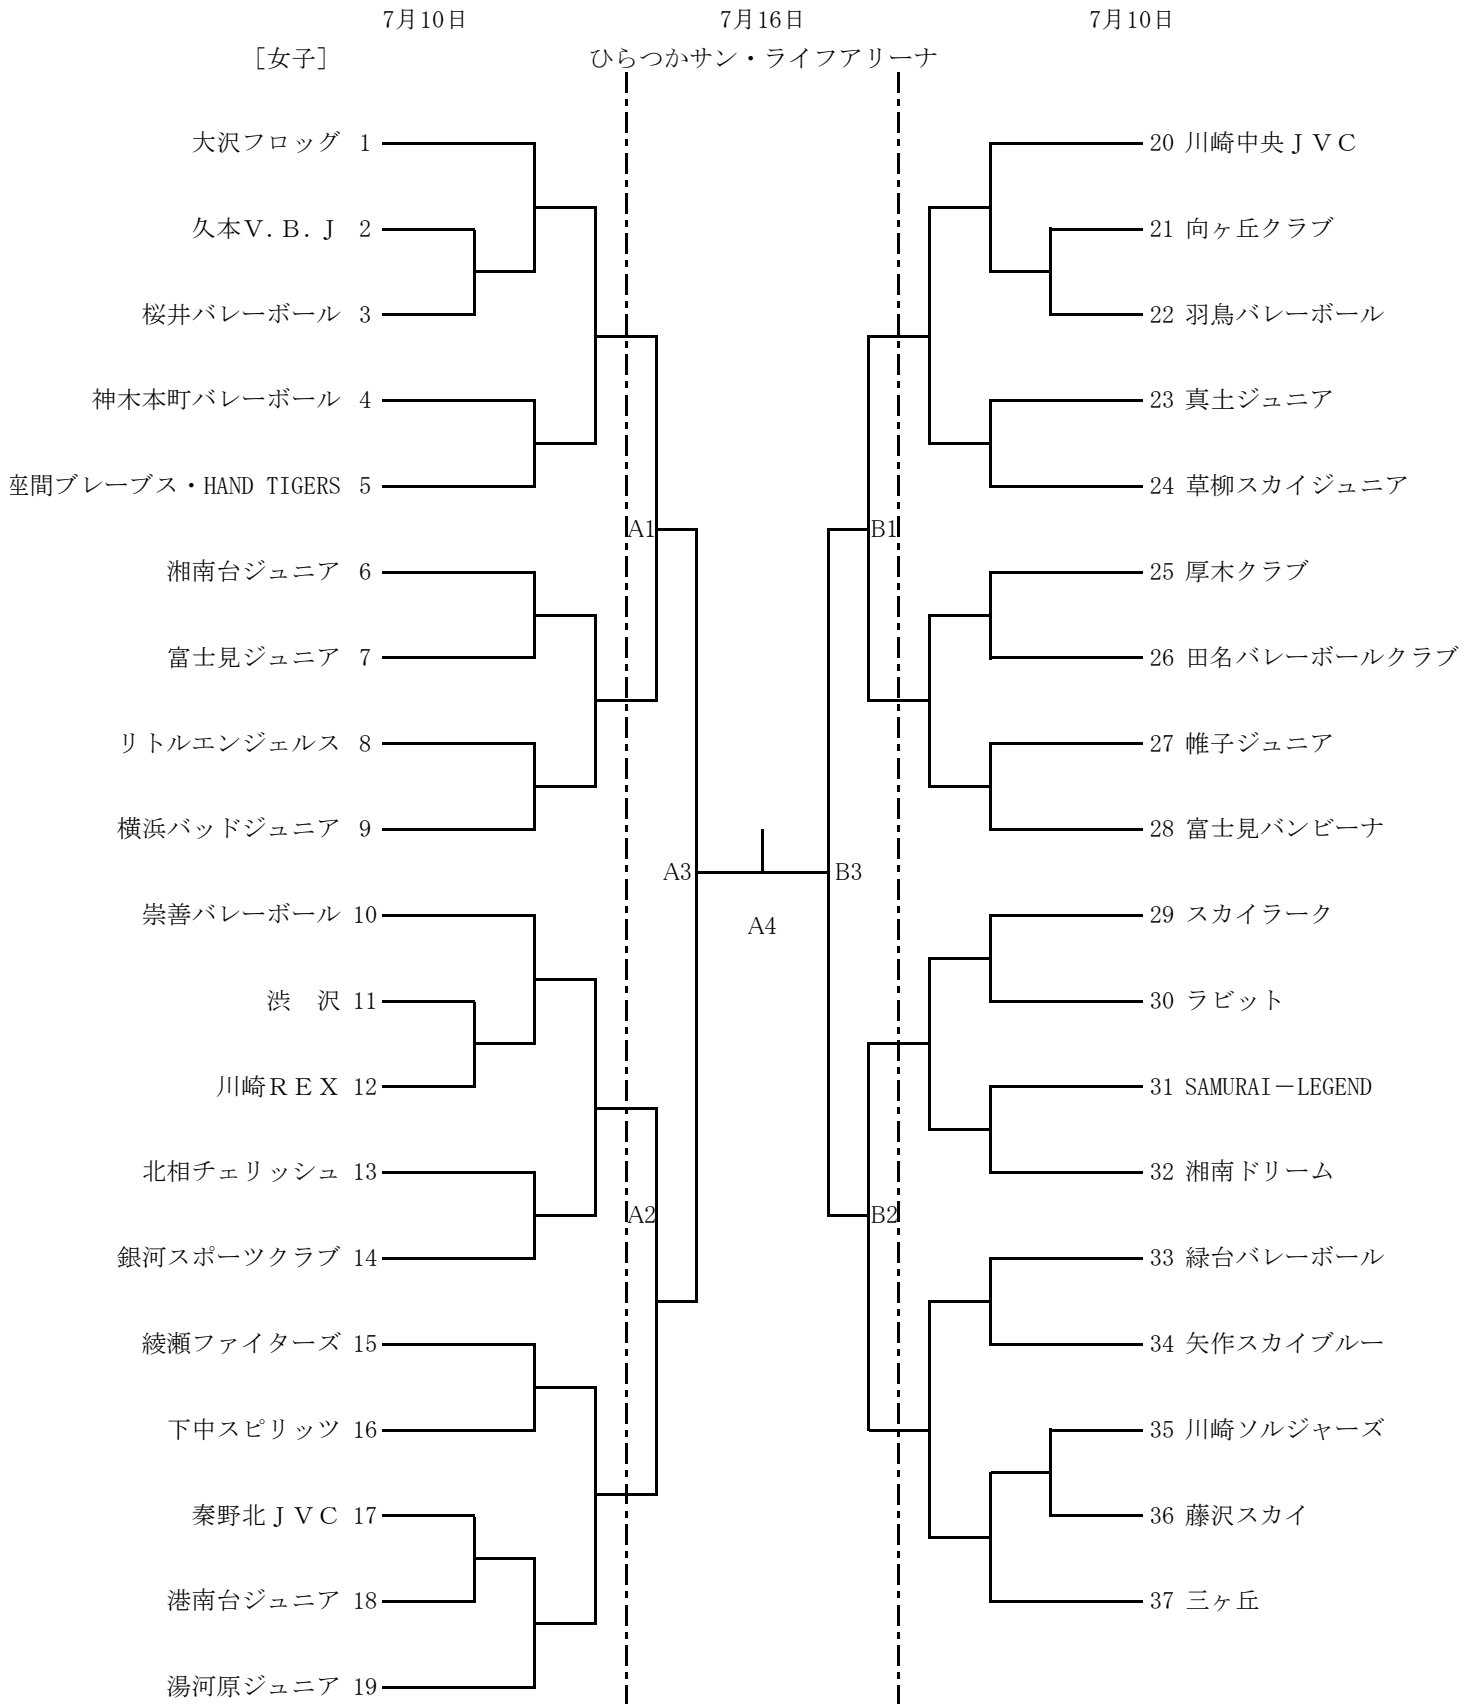 7月10日
7月16日
7月10日
［女子］
ひらつかサン・ライフアリーナ
大沢フロッグ 1
久本Ｖ.Ｂ.Ｊ 2
桜井バレーボール 3
神木本町バレーボール 4
座間ブレーブス・HAND TIGERS 5
湘南台ジュニア 6
富士見ジュニア 7
リトルエンジェルス 8
横浜バッドジュニア 9
崇善バレーボール 10
渋　沢 11
川崎ＲＥＸ 12
北相チェリッシュ 13
銀河スポーツクラブ 14
綾瀬ファイターズ 15
下中スピリッツ 16
秦野北ＪＶＣ 17
港南台ジュニア 18
湯河原ジュニア 19
A1
A2
A3
A4
B3
B1
B2
20 川崎中央ＪＶＣ
21 向ヶ丘クラブ
22 羽鳥バレーボール
23 真土ジュニア
24 草柳スカイジュニア
25 厚木クラブ
26 田名バレーボールクラブ
27 帷子ジュニア
28 富士見バンビーナ
29 スカイラーク
30 ラビット
31 SAMURAI－LEGEND
32 湘南ドリーム
33 緑台バレーボール
34 矢作スカイブルー
35 川崎ソルジャーズ
36 藤沢スカイ
37 三ヶ丘